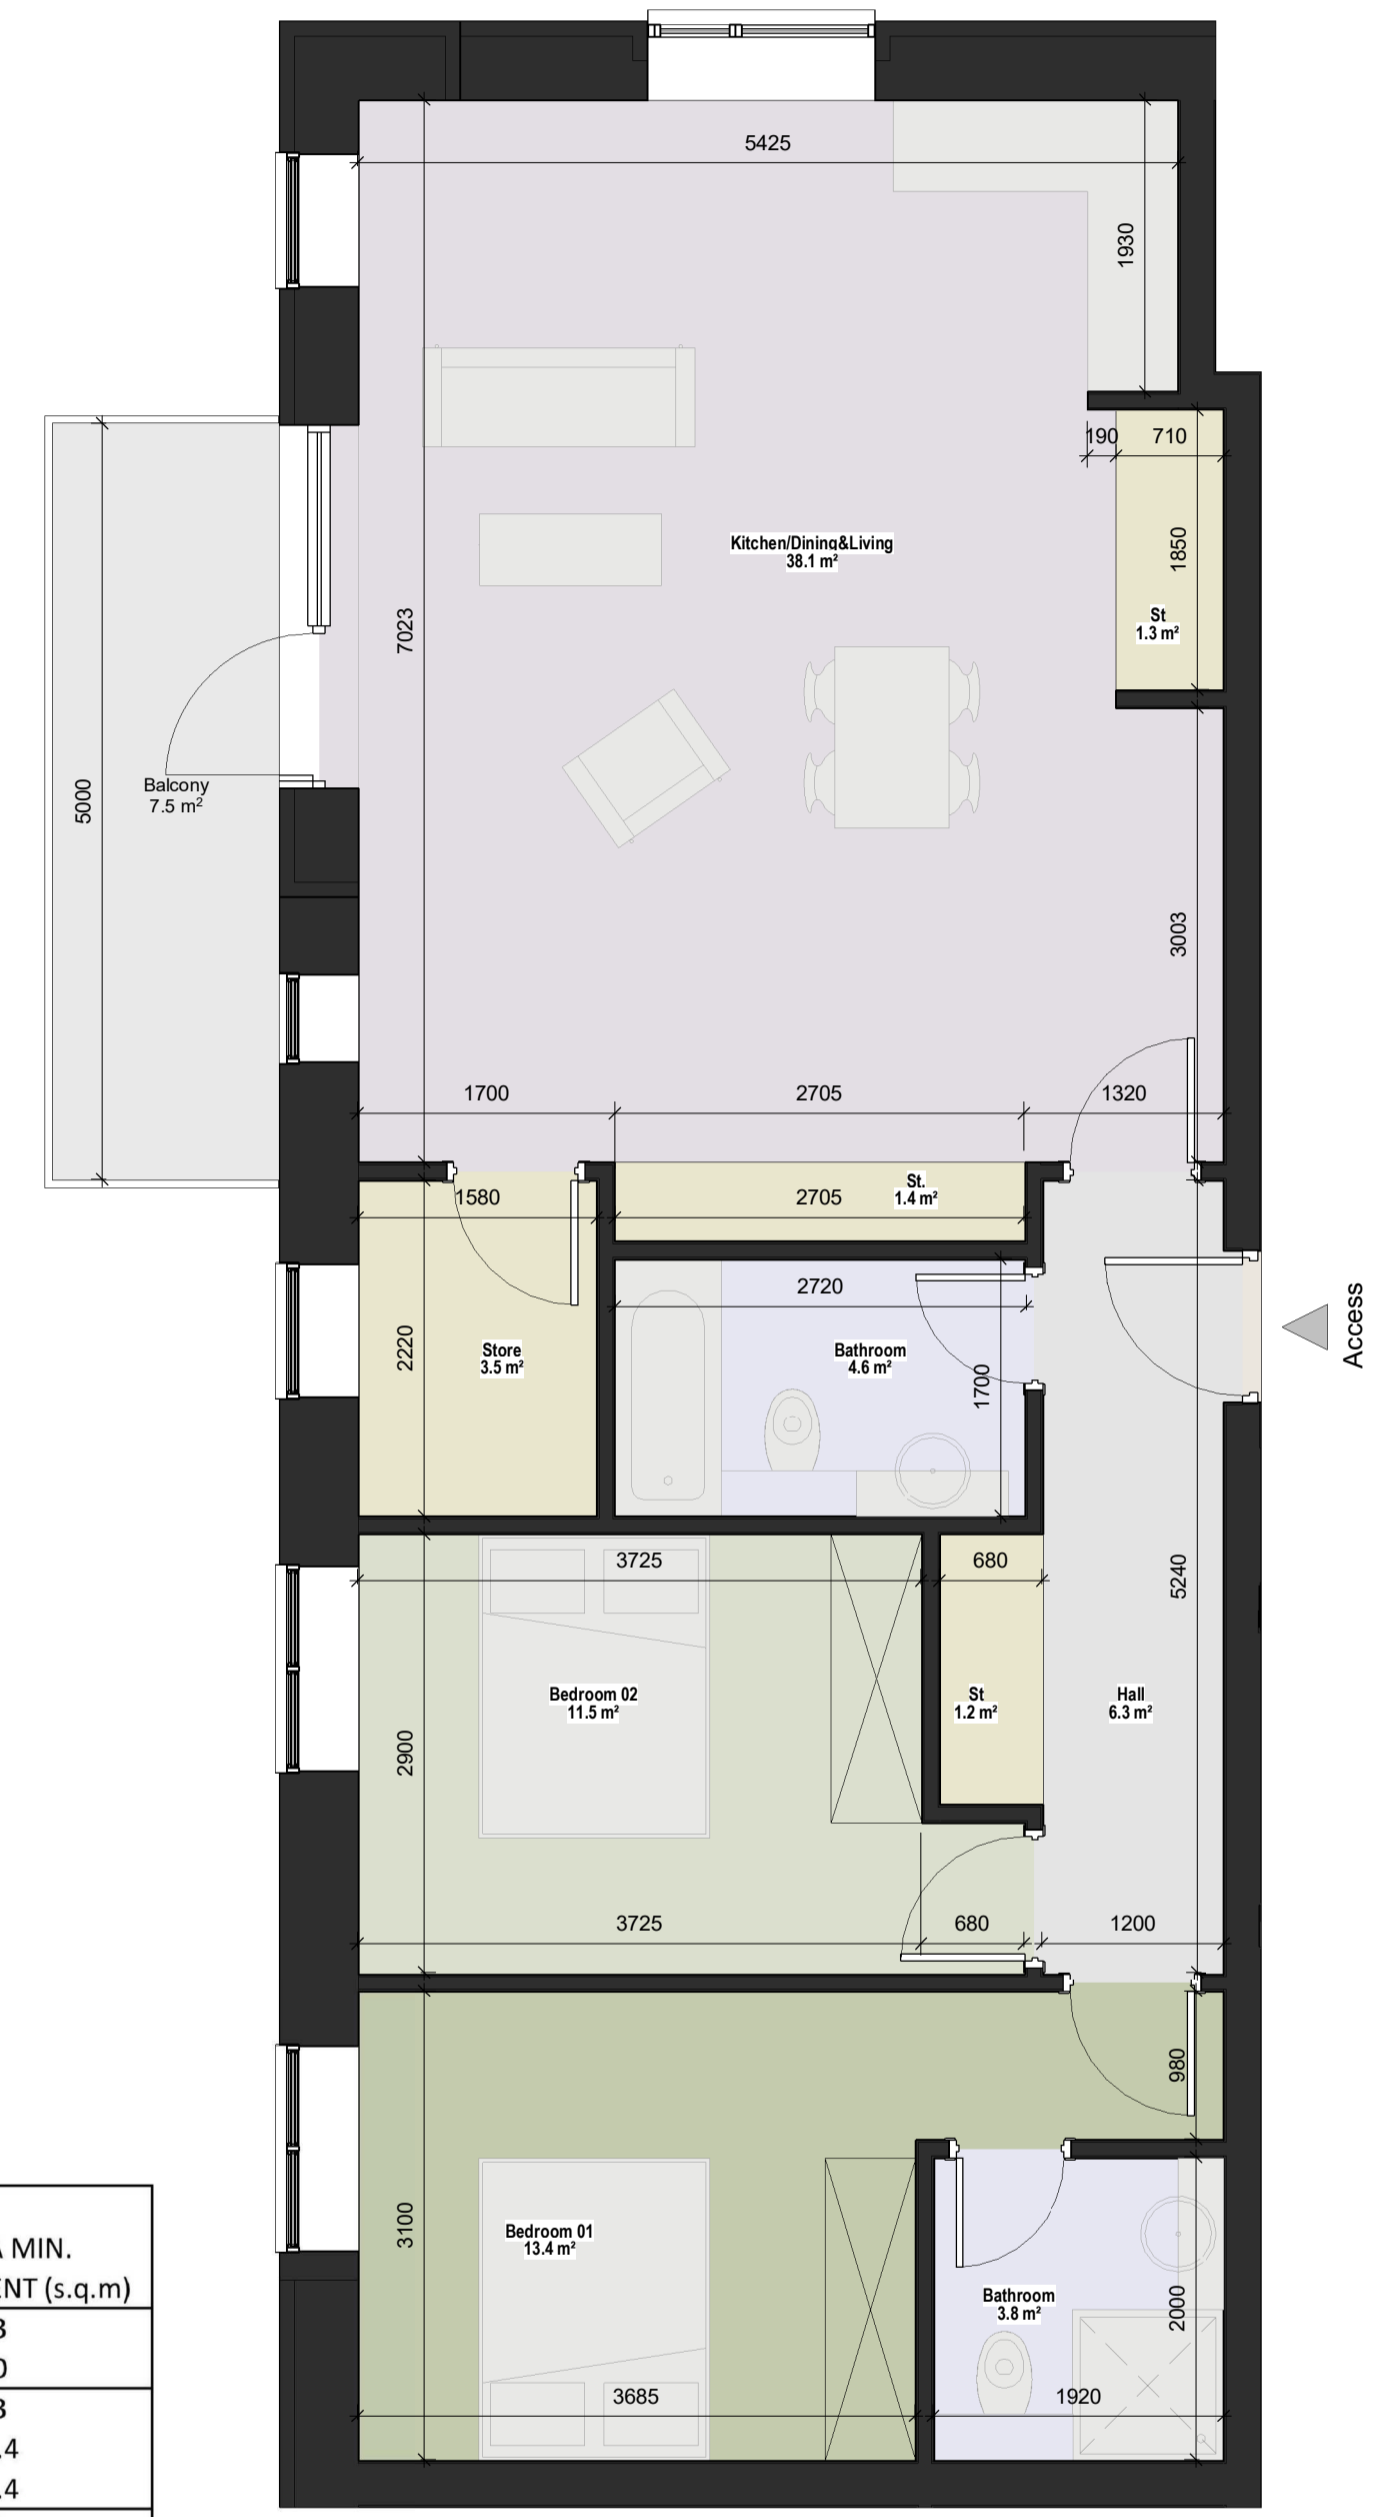 5425
1930
190 710
Kitchen/Dining&Living
38.1 m²
1850
St
1.3 m²
7023
Balcony
7.5 m²
5000
3003
1700 2705 1320
St.
1.4 m²
1580 2705
2720
Access
2220
Store
3.5 m²
Bathroom
4.6 m²
1700
3725 680
5240
Bedroom 02
11.5 m²
St
1.2 m²
Hall
6.3 m²
2900
3725 680 1200
980
3100
Bedroom 01
13.4 m²
Bathroom
3.8 m²
2000
3685 1920
MIN.
(s.q.m)